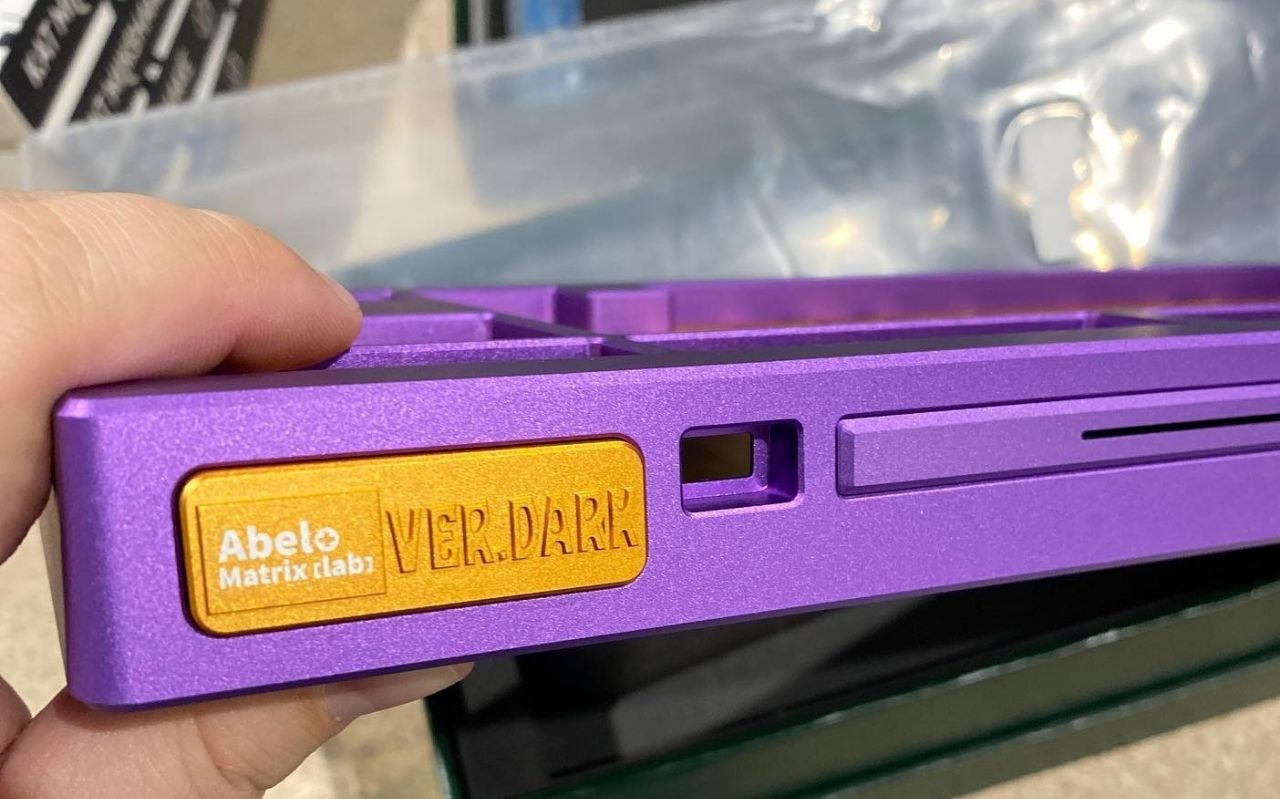 Abelo
Matrix [lab]
VER.DARK